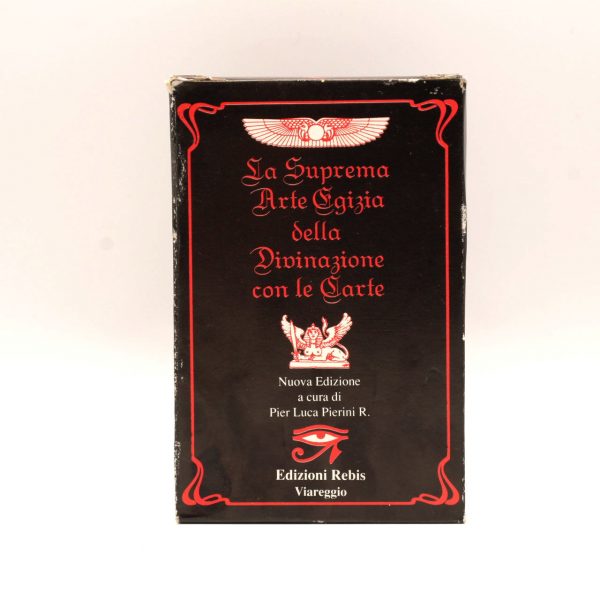 La Suprema
Arte Egizia
della
Divinazione
con le Carte
Nuova Edizione
a cura di
Pier Luca Pierini R.
Edizioni Rebis
Viareggio